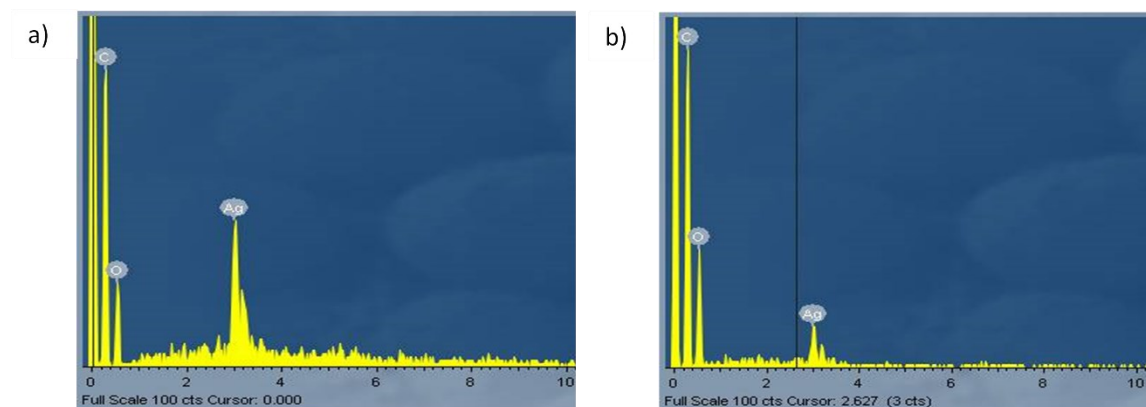 a)
C
Ag
O
0 2 4 6 8 10
Full Scale 100 cts Cursor: 0.000
b)
C
O
Ag
0 2 4 6 8 10
Full Scale 100 cts Cursor: 2.627 (3 cts)